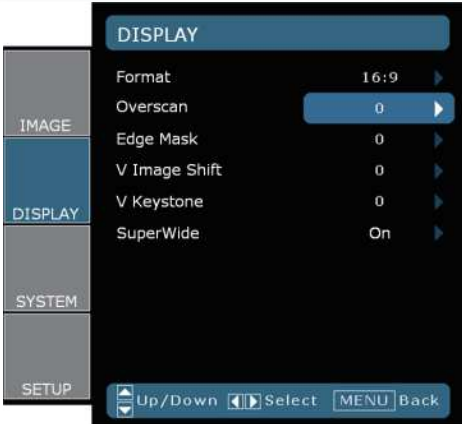 DISPLAY
IMAGE
DISPLAY
SYSTEM
SETUP
Format 16:9
Overscan 0
Edge Mask 0
V Image Shift 0
V Keystone 0
SuperWide On
Up/Down Select MENU Back